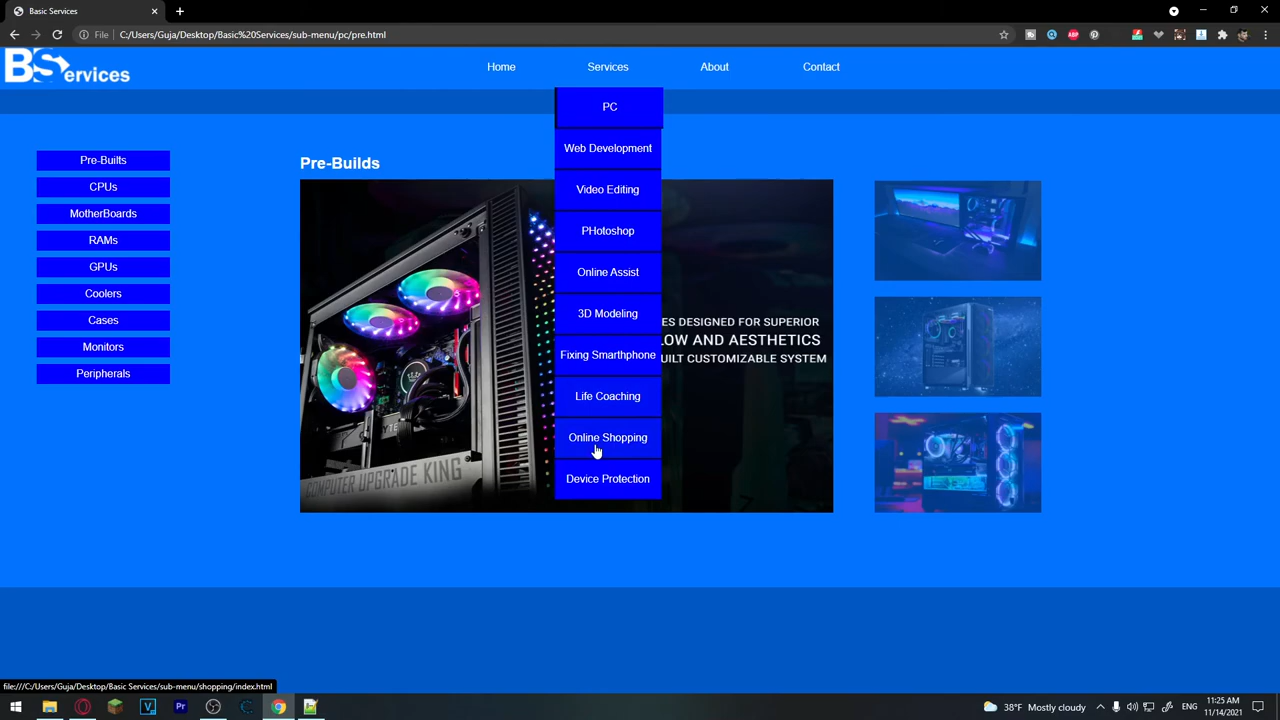 Basic Services
File
C:/Users/Guja/Desktop/Basic%20Services/sub-menu/pc/pre.html
ABP
BServices
Home
Services
About
Contact
PC
Web Development
Video Editing
PHotoshop
Online Assist
3D Modeling
Fixing Smarthphone
Life Coaching
Online Shopping
Device Protection
Pre-Builts
CPUs
MotherBoards
RAMs
GPUs
Coolers
Cases
Monitors
Peripherals
Pre-Builds
ES DESIGNED FOR SUPERIOR
LOW AND AESTHETICS
UILT CUSTOMIZABLE SYSTEM
COMPUTER UPGRADE KING
file:///C:/Users/Guja/Desktop/Basic Services/sub-menu/shopping/index.html
Pr
38°F Mostly cloudy
ENG
11:25 AM
11/14/2021